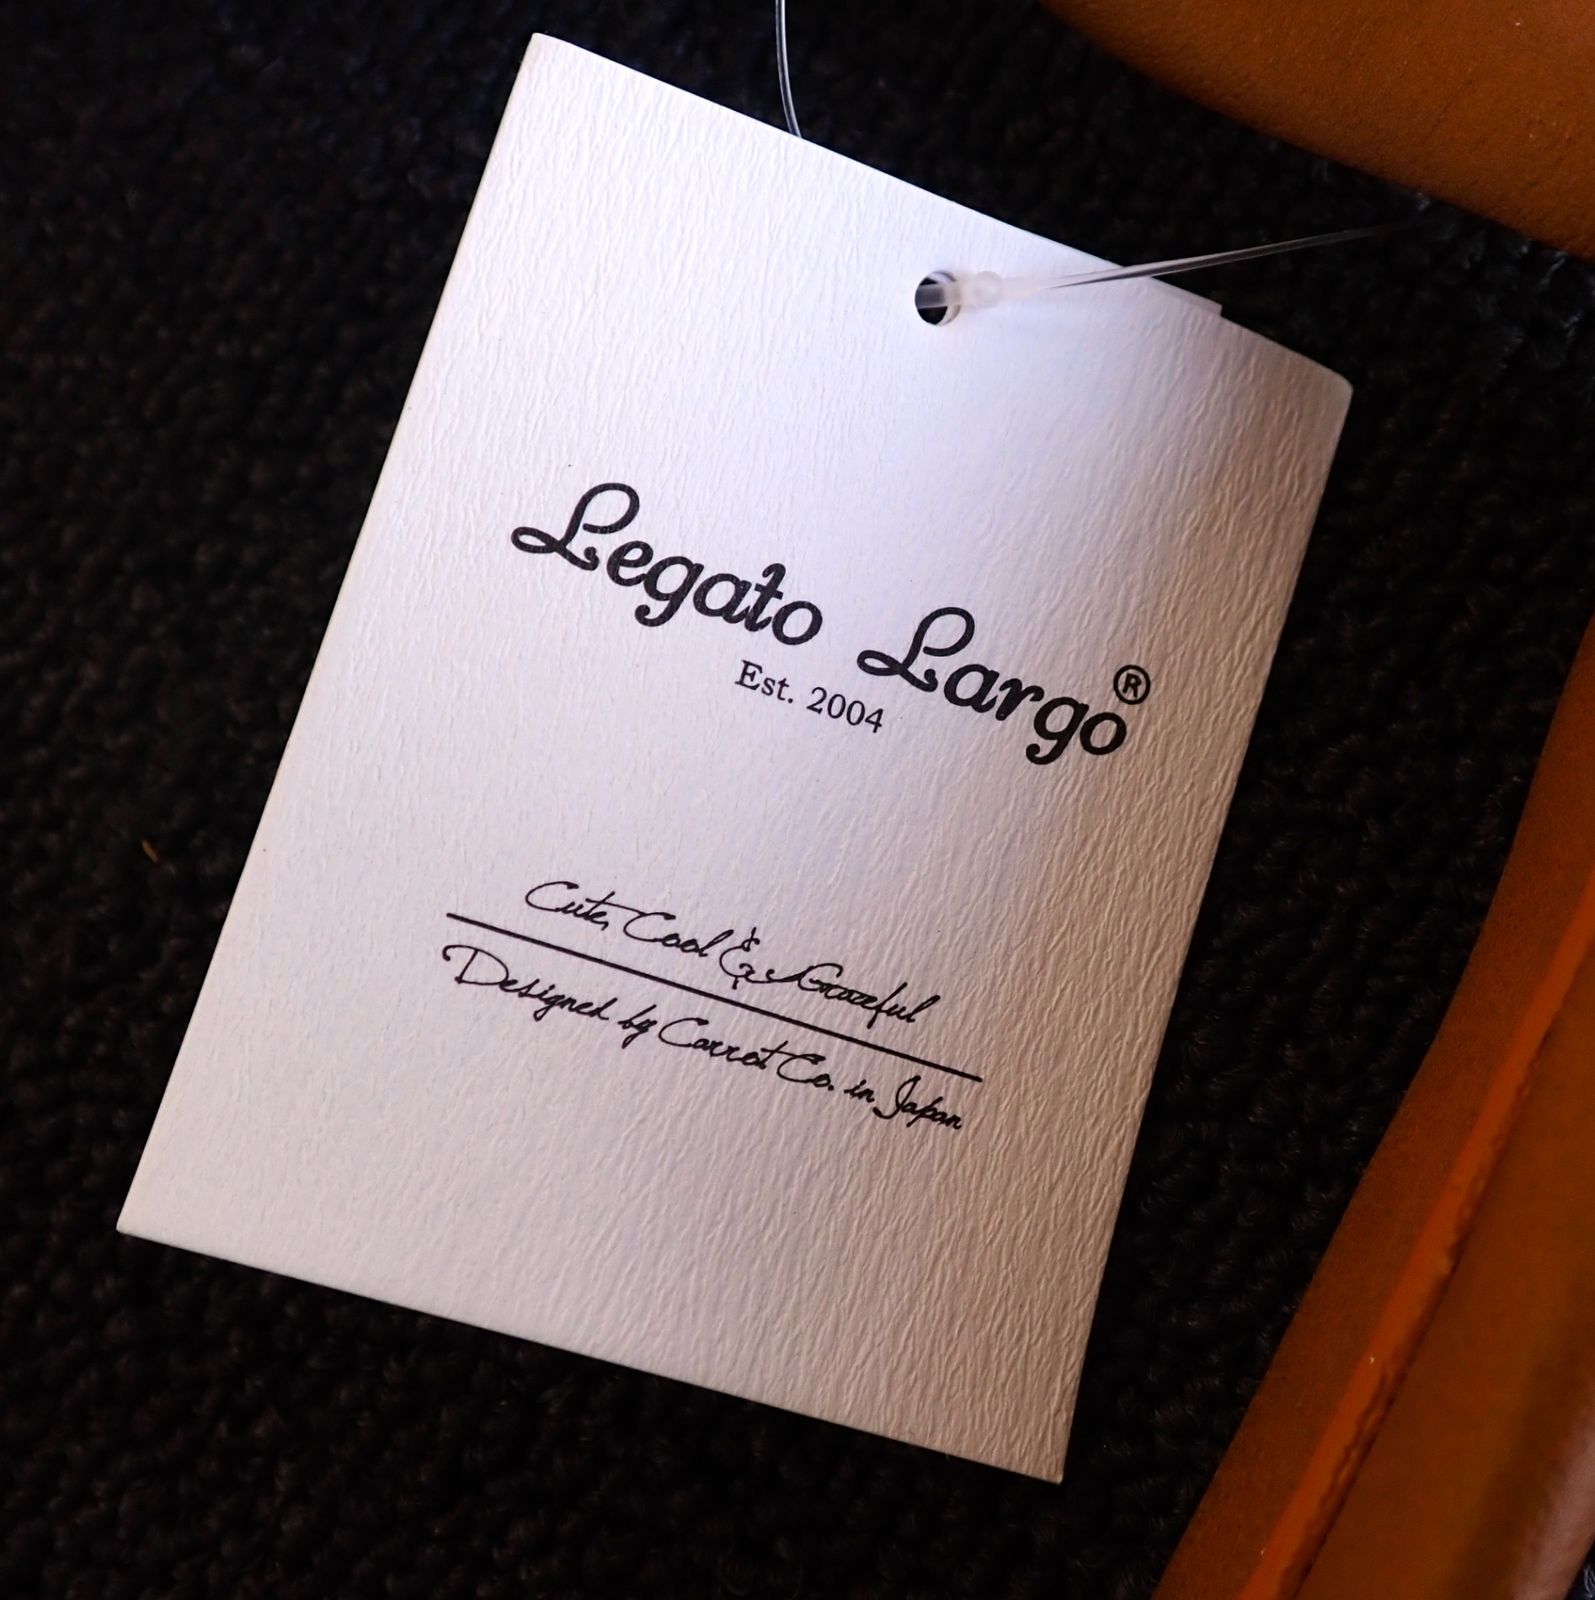 Legato Largo®
Est. 2004
Cute, Cool & Graceful
Designed by Carrot Co. in Japan